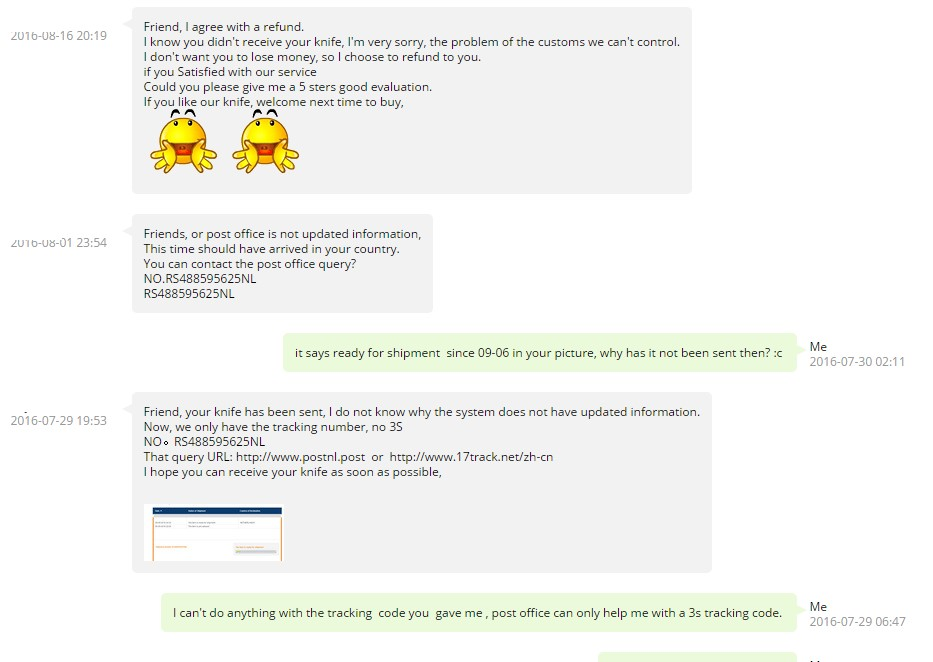 2016-08-16 20:19
Friend, I agree with a refund.
I know you didn't receive your knife, I'm very sorry, the problem of the customs we can't control.
I don't want you to lose money, so I choose to refund to you.
if you Satisfied with our service
Could you please give me a 5 sters good evaluation.
If you like our knife, welcome next time to buy,
2016-08-01 23:54
Friends, or post office is not updated information,
This time should have arrived in your country.
You can contact the post office query?
NO.RS488595625NL
RS488595625NL
it says ready for shipment  since 09-06 in your picture, why has it not been sent then? :c
Me
2016-07-30 02:11
2016-07-29 19:53
Friend, your knife has been sent, I do not know why the system does not have updated information.
Now, we only have the tracking number, no 3S
NO。RS488595625NL
That query URL: http://www.postnl.post  or  http://www.17track.net/zh-cn
I hope you can receive your knife as soon as possible,
I can't do anything with the tracking  code you  gave me , post office can only help me with a 3s tracking code.
Me
2016-07-29 06:47